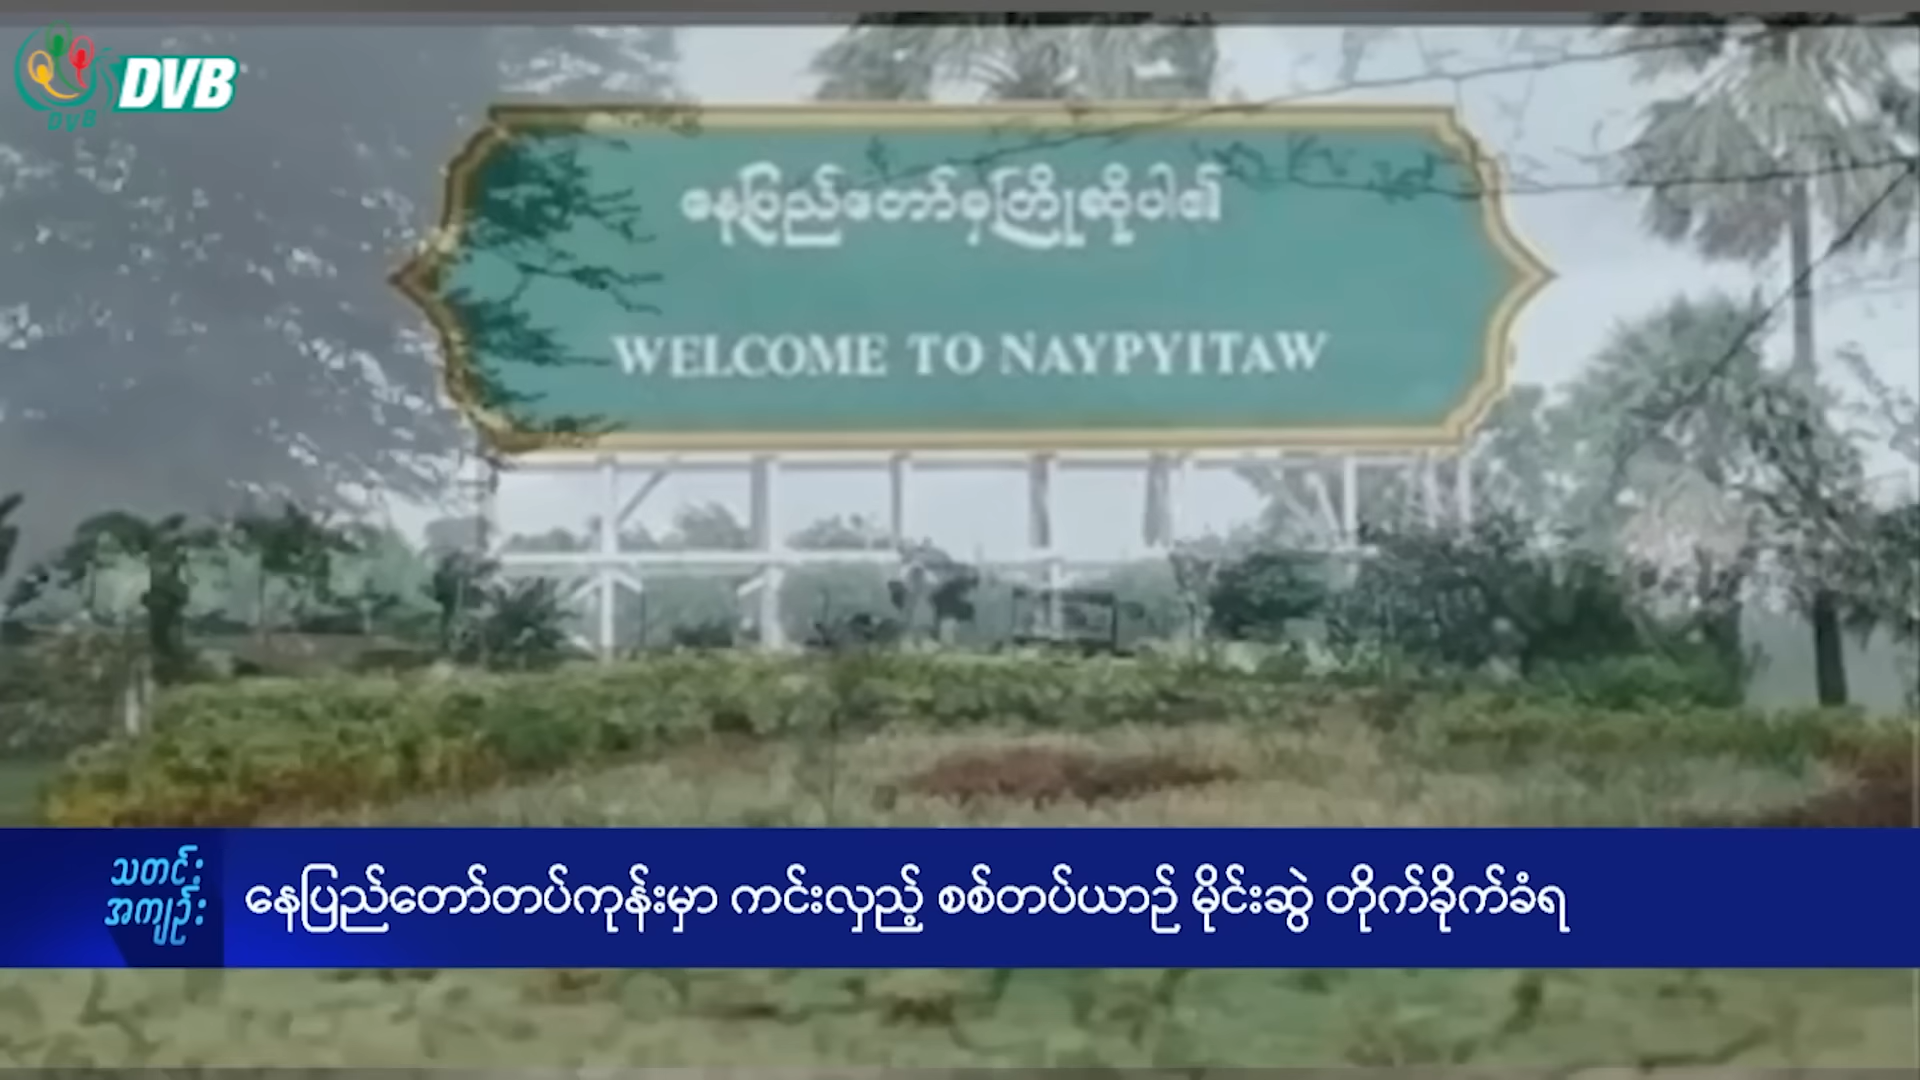 DVB
DVB
နေပြည်တော်မှကြိုဆိုပါ၏
WELCOME TO NAYPYITAW
သတင်း
အကျဉ်း
နေပြည်တော်တပ်ကုန်းမှာ ကင်းလှည့် စစ်တပ်ယာဉ် မိုင်းဆွဲ တိုက်ခိုက်ခံရ